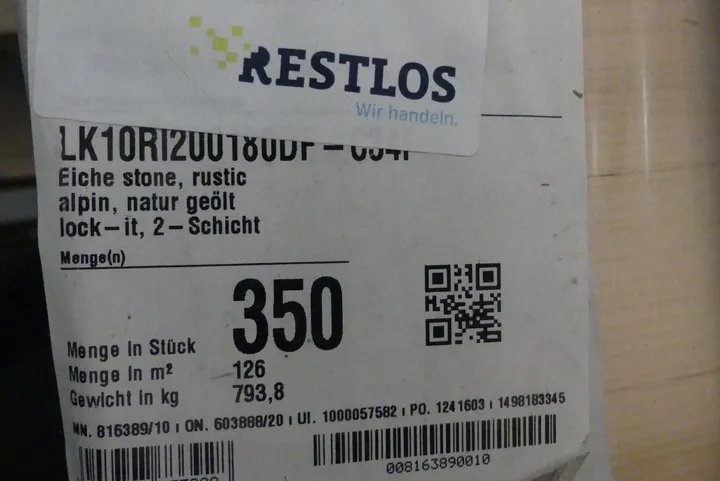 RESTLOS
Wir handeln.
LK10RI200180DF-
Eiche stone, rustic
alpin, natur geölt
lock-it, 2-Schicht
Menge(n)
350
Menge in Stück
Menge in m² 126
Gewicht in kg 793,8
MN. 816389/10 | ON. 603888/20 | UI. 1000057582 | PO. 1241603 | 1498183345
008163890010